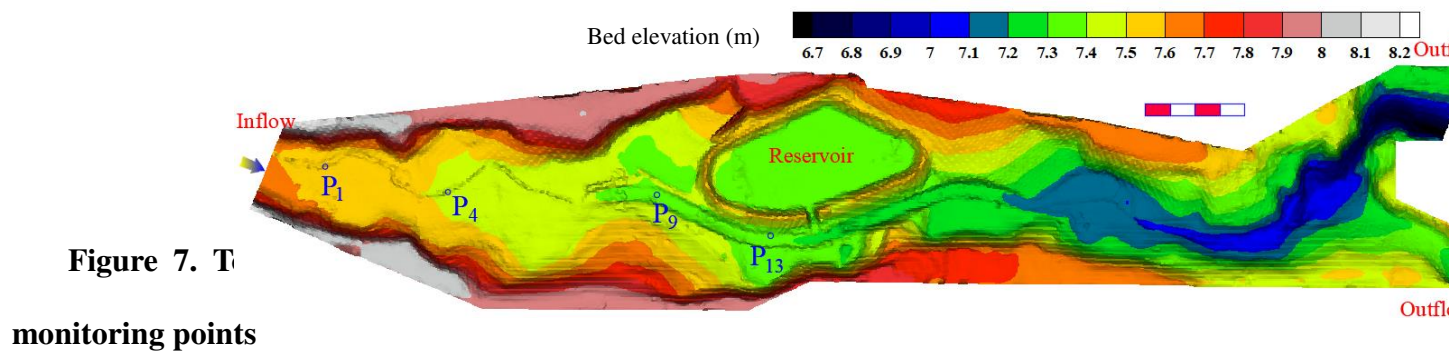 Bed elevation (m)
6.7 6.8 6.9 7 7.1 7.2 7.3 7.4 7.5 7.6 7.7 7.8 7.9 8 8.1 8.2
Inflow
Reservoir
P1
P4
P9
P13
Figure 7.
monitoring points